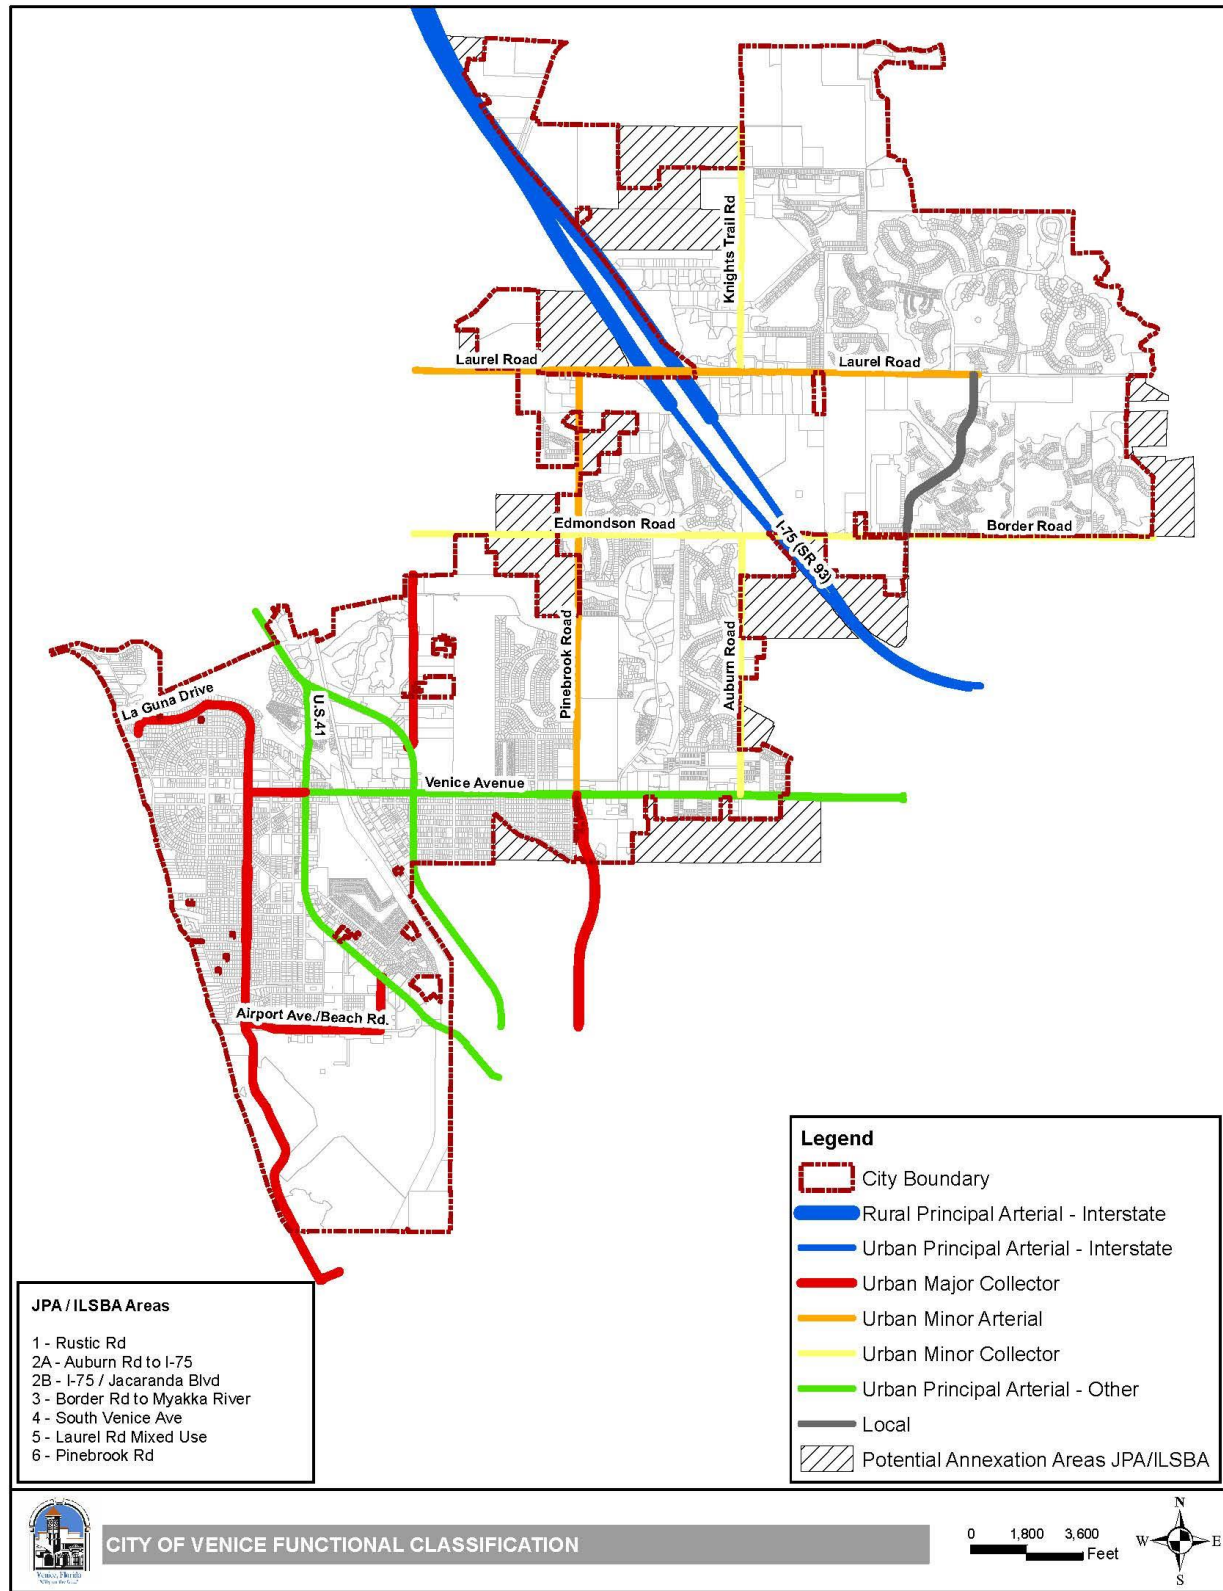 Knights Trail Rd
Laurel Road
Laurel Road
Edmondson Road
I-75 (SR 93)
Border Road
Pinebrook Road
Auburn Road
La Guna Drive
U.S.41
Venice Avenue
Airport Ave./Beach Rd.
Legend
City Boundary
Rural Principal Arterial - Interstate
Urban Principal Arterial - Interstate
Urban Major Collector
Urban Minor Arterial
Urban Minor Collector
Urban Principal Arterial - Other
Local
Potential Annexation Areas JPA/ILSBA
JPA / ILSBA Areas
1 - Rustic Rd
2A - Auburn Rd to I-75
2B - I-75 / Jacaranda Blvd
3 - Border Rd to Myakka River
4 - South Venice Ave
5 - Laurel Rd Mixed Use
6 - Pinebrook Rd
Venice, Florida
CITY OF VENICE FUNCTIONAL CLASSIFICATION
0 1,800 3,600
Feet
N
W E
S